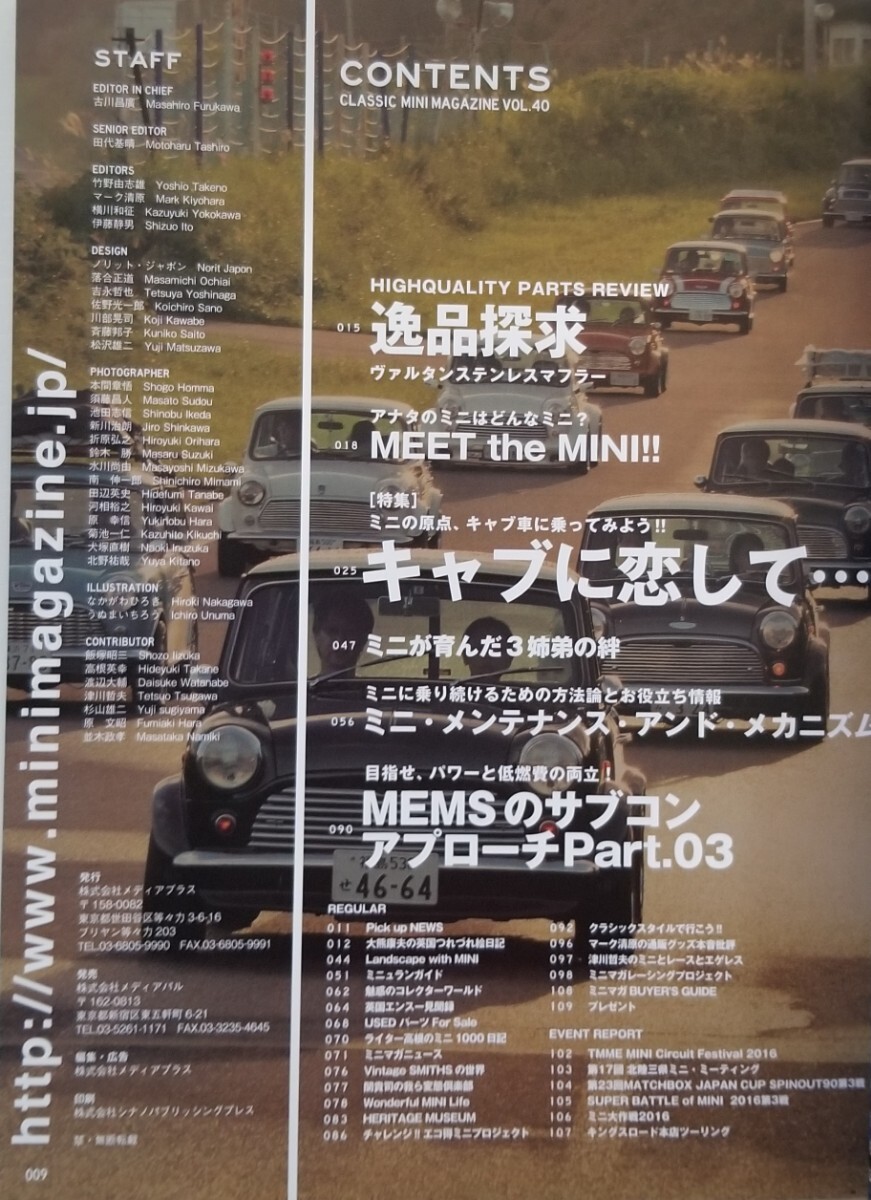 STAFF
EDITOR IN CHIEF
古川昌廣 Masahiro Furukawa
SENIOR EDITOR
田代基晴 Motoharu Tashiro
EDITORS
竹野由志雄 Yoshio Takeno
マーク清原 Mark Kiyohara
横川和征 Kazuyuki Yokokawa
伊藤静男 Shizuo Ito
DESIGN
ノリット・ジャポン Norit Japon
落合正道 Masamichi Ochiai
吉永哲也 Tetsuya Yoshinaga
佐野光一郎 Koichiro Sano
川部晃司 Koji Kawabe
斉藤邦子 Kuniko Saito
松沢雄二 Yuji Matsuzawa
PHOTOGRAPHER
本間章悟 Shogo Homma
須藤昌人 Masato Sudou
池田志信 Shinobu Ikeda
新川治朗 Jiro Shinkawa
折原弘之 Hiroyuki Orihara
鈴木 勝 Masaru Suzuki
水川尚由 Masayoshi Mizukawa
南 伸一郎 Shinichiro Mimami
田辺英史 Hidefumi Tanabe
河相裕之 Hiroyuki Kawai
原 幸信 Yukinobu Hara
菊池一仁 Kazuhito Kikuchi
犬塚直樹 Naoki Inuzuka
北野祐哉 Yuya Kitano
ILLUSTRATION
なかがわひろき Hiroki Nakagawa
うぬまいちろう Ichiro Unuma
CONTRIBUTOR
飯塚昭三 Shozo Iizuka
高根英幸 Hideyuki Takane
渡辺大輔 Daisuke Watanabe
津川哲夫 Tetsuo Tsugawa
杉山雄二 Yuji sugiyama
原 文昭 Fumiaki Hara
並木政孝 Masataka Namiki
発行
株式会社メディアプラス
〒158-0082
東京都世田谷区等々力3-6-16
ブリヤン等々力203
TEL.03-6805-9990 FAX.03-6805-9991
発売
株式会社メディアパル
〒162-0813
東京都新宿区東五軒町6-21
TEL.03-5261-1171 FAX.03-3235-4645
編集・広告
株式会社メディアプラス
印刷
株式会社シナノパブリッシングプレス
禁・無断転載
009
http://www.minimagazine.jp/
CONTENTS
CLASSIC MINI MAGAZINE VOL.40
HIGHQUALITY PARTS REVIEW
015 逸品探求
ヴァルタンステンレスマフラー
アナタのミニはどんなミニ?
018 MEET the MINI!!
[特集]
ミニの原点、キャブ車に乗ってみよう!!
025 キャブに恋して…
047 ミニが育んだ3姉弟の絆
ミニに乗り続けるための方法論とお役立ち情報
056 ミニ・メンテナンス・アンド・メカニズム
目指せ、パワーと低燃費の両立!
090 MEMSのサブコン
アプローチPart.03
せ 46-64
REGULAR
011 Pick up NEWS
012 大熊康夫の英国つれづれ絵日記
044 Landscape with MINI
051 ミニュランガイド
062 魅惑のコレクターワールド
064 英国エンスー見聞録
068 USED パーツ For Sale
070 ライター高根のミニ1000日記
071 ミニマガニュース
076 Vintage SMITHSの世界
077 間貴司の我ら変態倶楽部
078 Wonderful MINI Life
083 HERITAGE MUSEUM
086 チャレンジ!! エコ得ミニプロジェクト
092 クラシックスタイルで行こう!!
096 マーク清原の通販グッズ本音批評
097 津川哲夫のミニとレースとエゲレス
098 ミニマガレーシングプロジェクト
108 ミニマガ BUYER'S GUIDE
109 プレゼント
EVENT REPORT
102 TMME MINI Circuit Festival 2016
103 第17回 北陸三県ミニ・ミーティング
104 第23回MATCHBOX JAPAN CUP SPINOUT90第3戦
105 SUPER BATTLE of MINI 2016第3戦
106 ミニ大作戦2016
107 キングスロード本店ツーリング